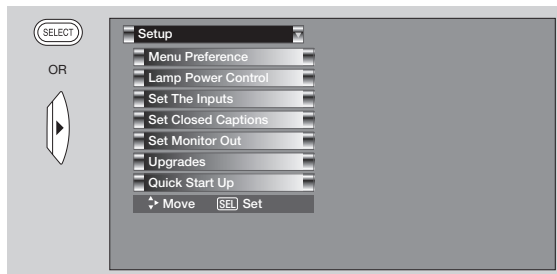 SELECT
OR
Setup
Menu Preference
Lamp Power Control
Set The Inputs
Set Closed Captions
Set Monitor Out
Upgrades
Quick Start Up
Move SEL Set